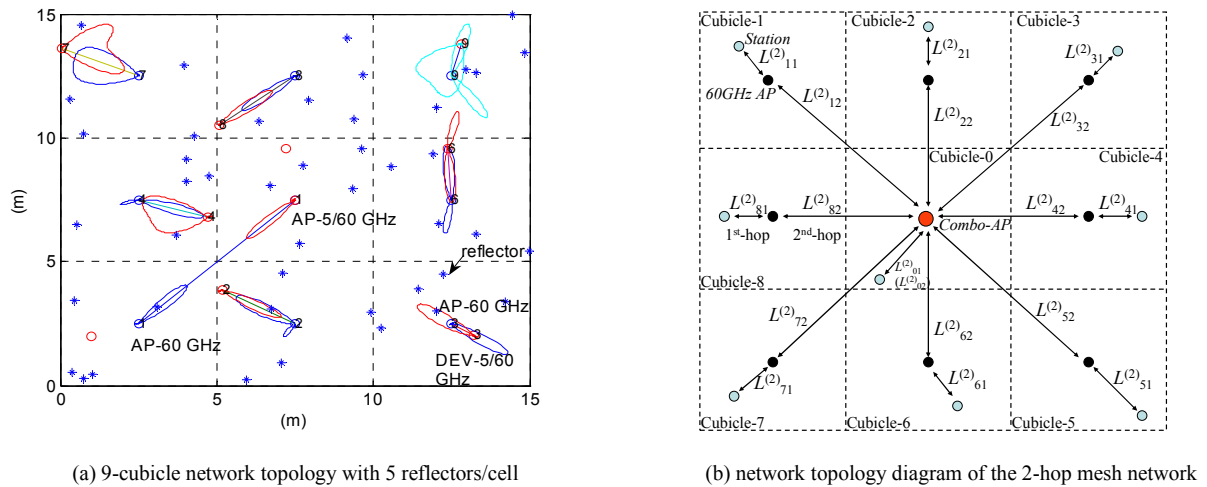 15
10
5
0
(m)
0
5
10
15
(m)
7
7
8
8
9
9
6
6
4
4
1
AP-5/60 GHz
reflector
2
2
1
AP-60 GHz
AP-60 GHz
3
3
DEV-5/60
GHz
(a) 9-cubicle network topology with 5 reflectors/cell
Cubicle-1
Cubicle-2
Cubicle-3
Station
L(2)11
60GHz AP
L(2)12
L(2)21
L(2)22
L(2)31
L(2)32
Cubicle-0
Cubicle-4
L(2)81
L(2)82
1st-hop
2nd-hop
Combo-AP
L(2)42
L(2)41
L(2)01
(L(2)02)
Cubicle-8
L(2)72
L(2)62
L(2)52
L(2)71
L(2)61
L(2)51
Cubicle-7
Cubicle-6
Cubicle-5
(b) network topology diagram of the 2-hop mesh network